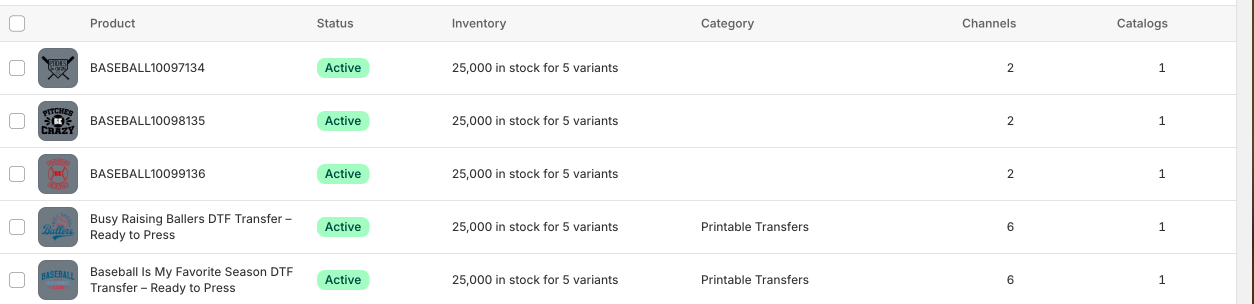 Product Status Inventory Category Channels Catalogs
BASEBALL10097134 Active 25,000 in stock for 5 variants 2 1
PITCHES
BE
CRAZY
BASEBALL10098135 Active 25,000 in stock for 5 variants 2 1
BASEBALL10099136 Active 25,000 in stock for 5 variants 2 1
Ballers
Busy Raising Ballers DTF Transfer –
Ready to Press
Active 25,000 in stock for 5 variants Printable Transfers 6 1
BASEBALL
Baseball Is My Favorite Season DTF
Transfer – Ready to Press
Active 25,000 in stock for 5 variants Printable Transfers 6 1